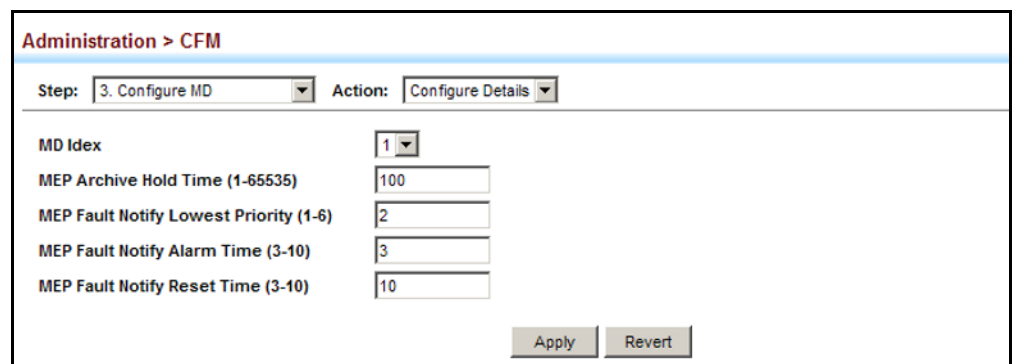 Administration > CFM
Step: 3. Configure MD Action: Configure Details
MD Idex 1
MEP Archive Hold Time (1-65535) 100
MEP Fault Notify Lowest Priority (1-6) 2
MEP Fault Notify Alarm Time (3-10) 3
MEP Fault Notify Reset Time (3-10) 10
Apply Revert